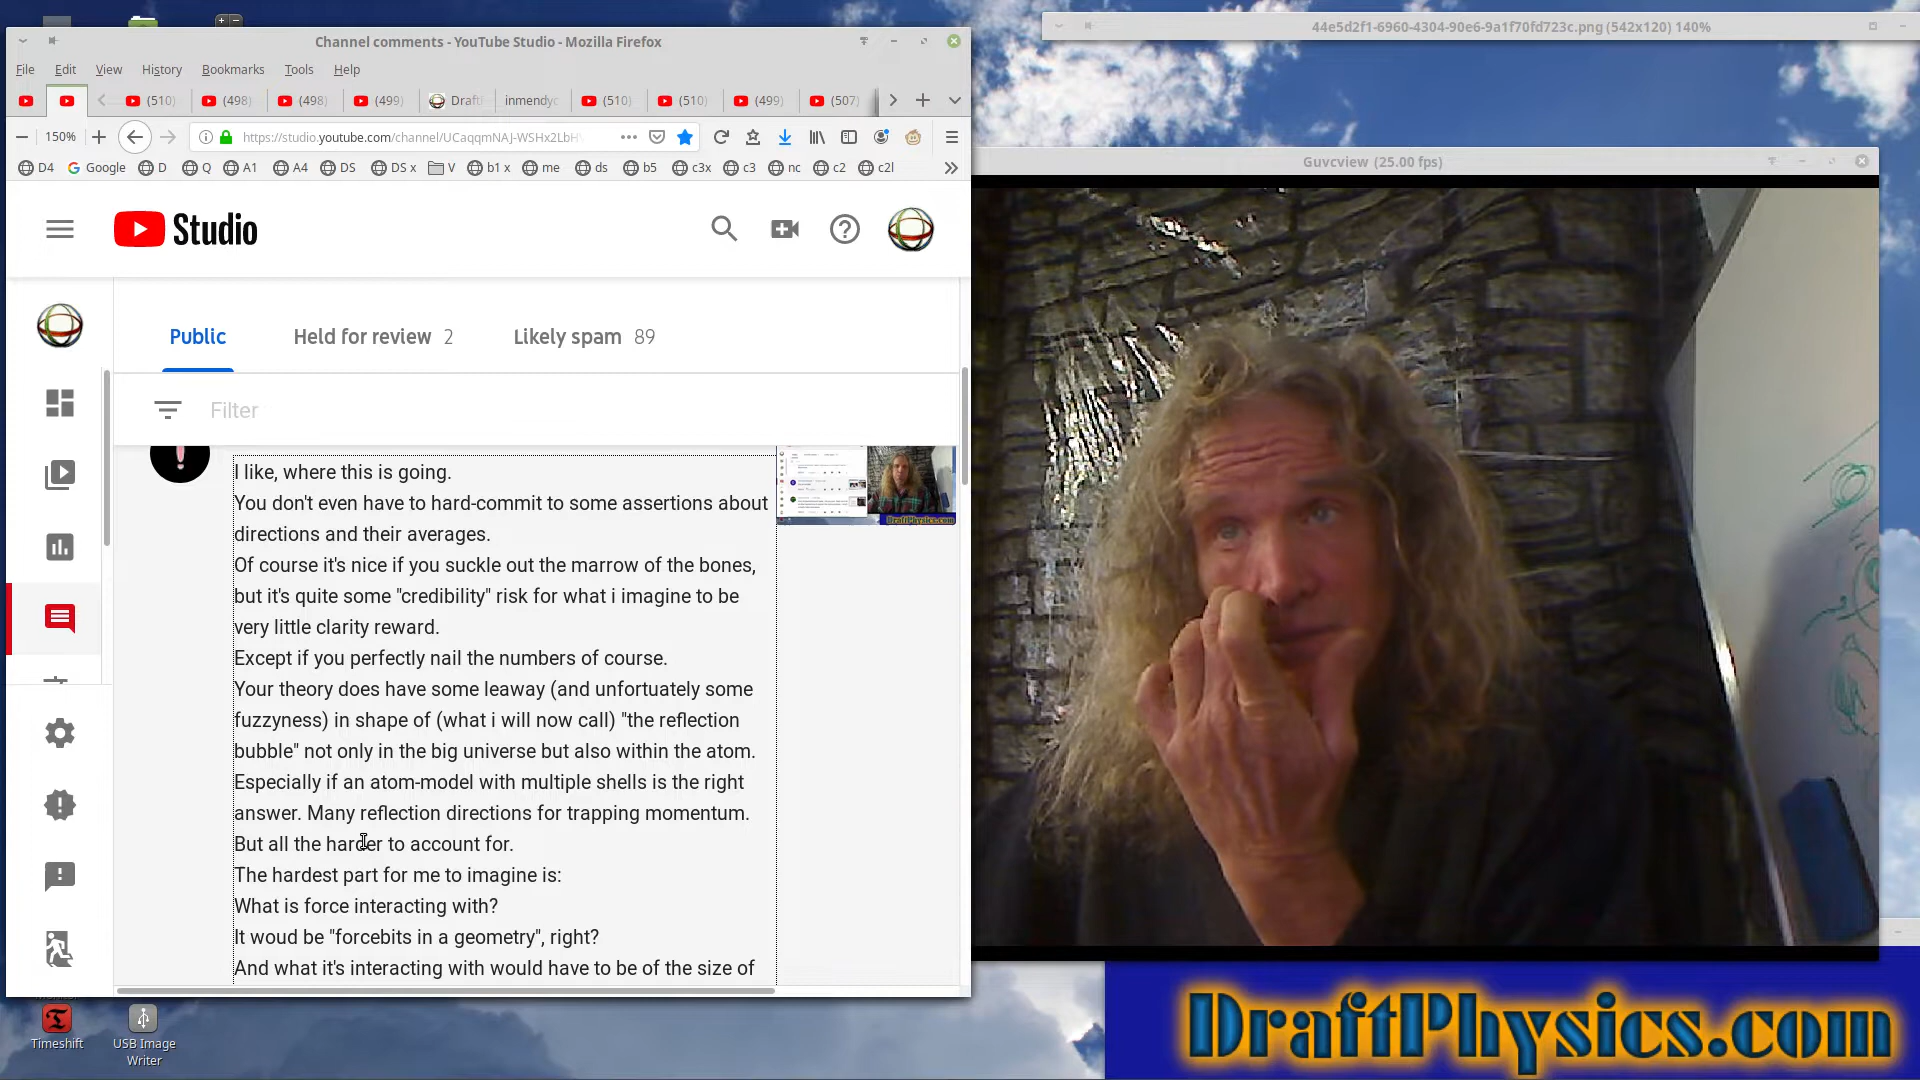 44e5d2f1-6960-4304-90e6-9a1f70fd723c.png (542x120) 140%
Channel comments - YouTube Studio - Mozilla Firefox
File Edit View History Bookmarks Tools Help
(510) (498) (498) (499) Draft inmendyc (510) (510) (499) (507)
150% https://studio.youtube.com/channel/UCaqqmNAJ-WSHx2LbH
D4 Google D Q A1 A4 DS DS x V b1 x me ds b5 c3x c3 nc c2 c2l
Guvcview (25.00 fps)
Studio
Public Held for review 2 Likely spam 89
Filter
I like, where this is going.
You don't even have to hard-commit to some assertions about
directions and their averages.
Of course it's nice if you suckle out the marrow of the bones,
but it's quite some "credibility" risk for what i imagine to be
very little clarity reward.
Except if you perfectly nail the numbers of course.
Your theory does have some leaway (and unfortuately some
fuzzyness) in shape of (what i will now call) "the reflection
bubble" not only in the big universe but also within the atom.
Especially if an atom-model with multiple shells is the right
answer. Many reflection directions for trapping momentum.
But all the harder to account for.
The hardest part for me to imagine is:
What is force interacting with?
It woud be "forcebits in a geometry", right?
And what it's interacting with would have to be of the size of
DraftPhysics.com
Timeshift
USB Image
Writer